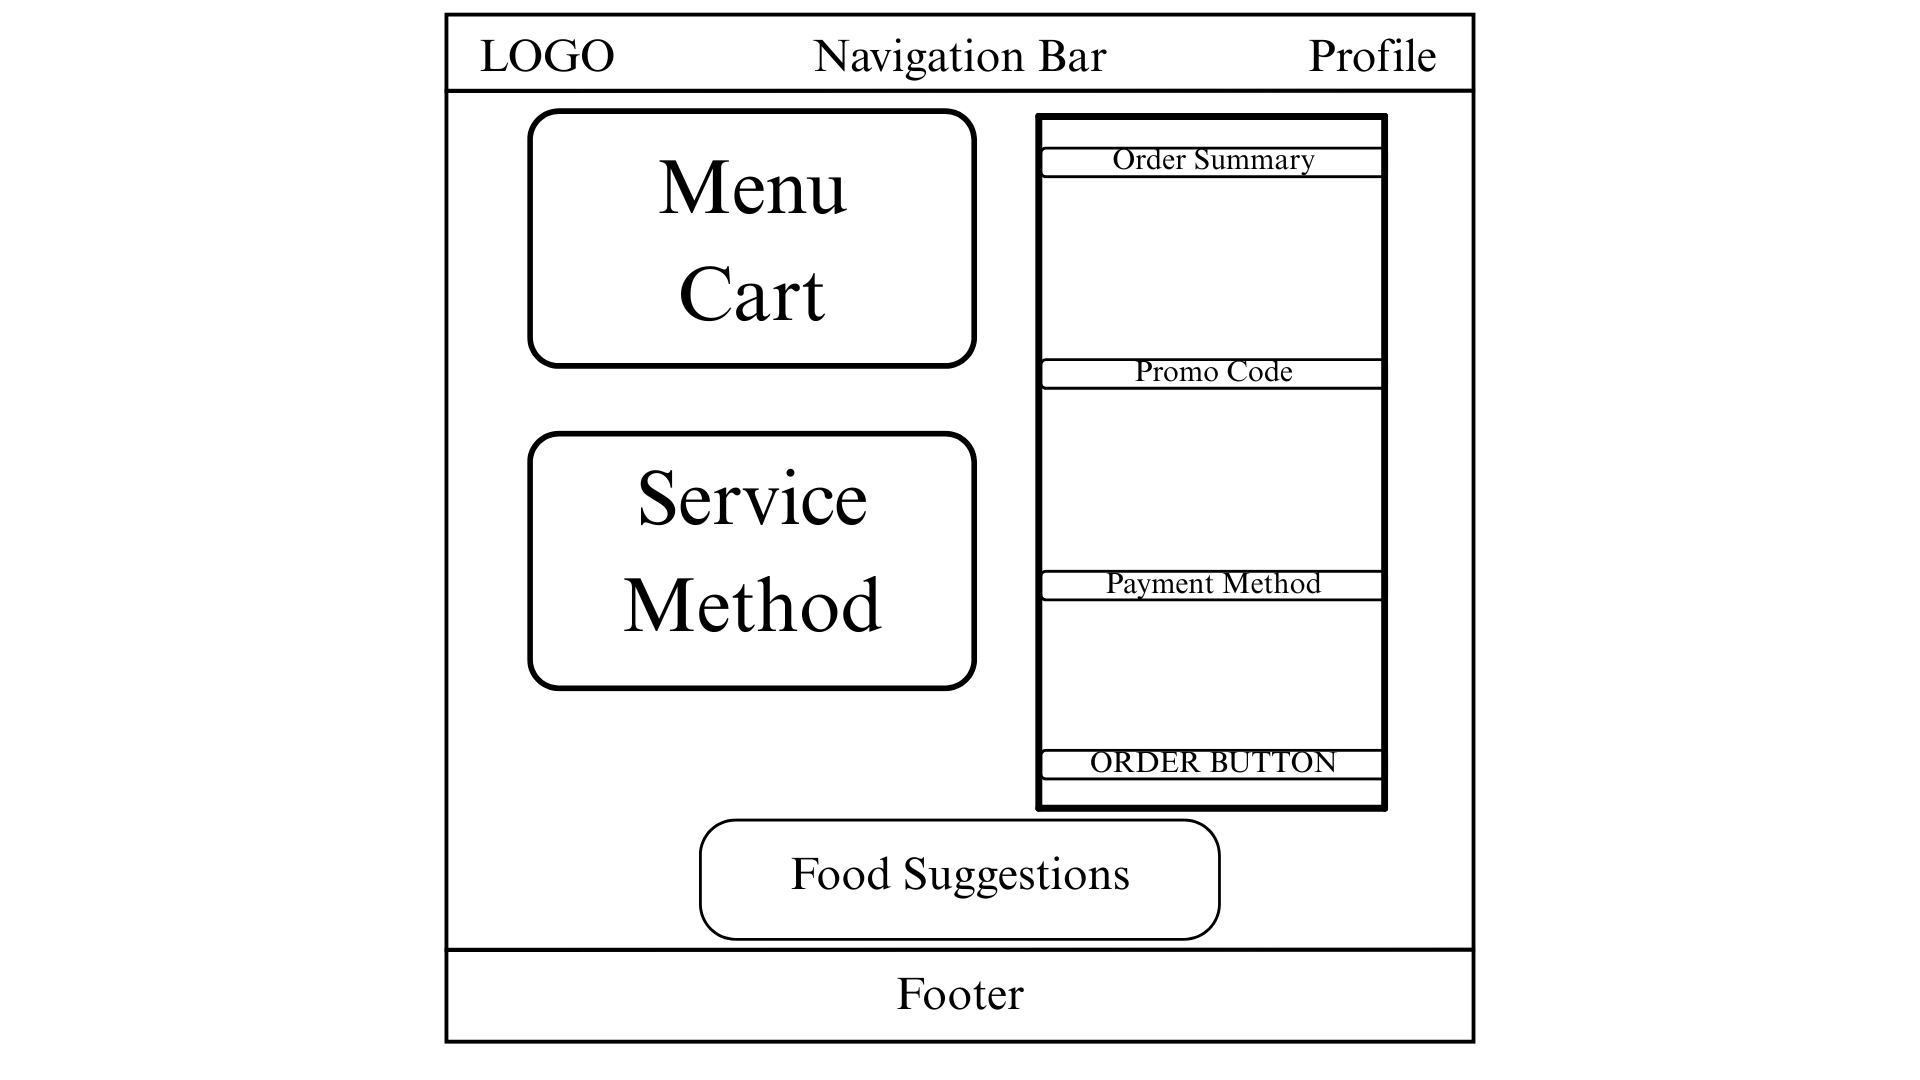 LOGO Navigation Bar Profile
Menu
Cart
Service
Method
Order Summary
Promo Code
Payment Method
ORDER BUTTON
Food Suggestions
Footer